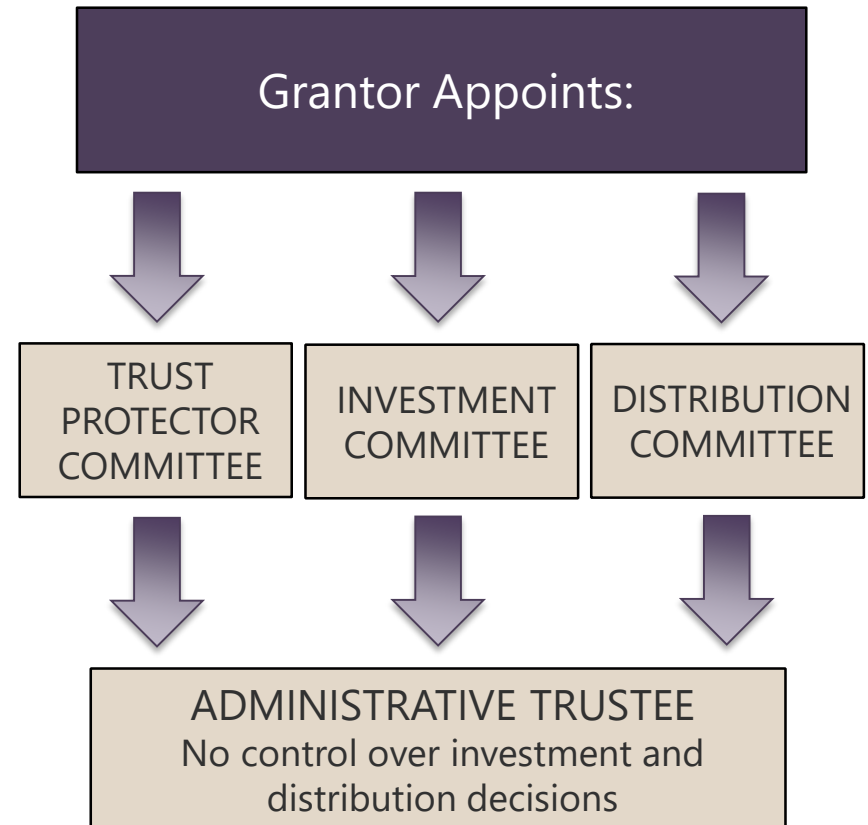 Grantor Appoints:
TRUST
PROTECTOR
COMMITTEE
INVESTMENT
COMMITTEE
DISTRIBUTION
COMMITTEE
ADMINISTRATIVE TRUSTEE
No control over investment and
distribution decisions